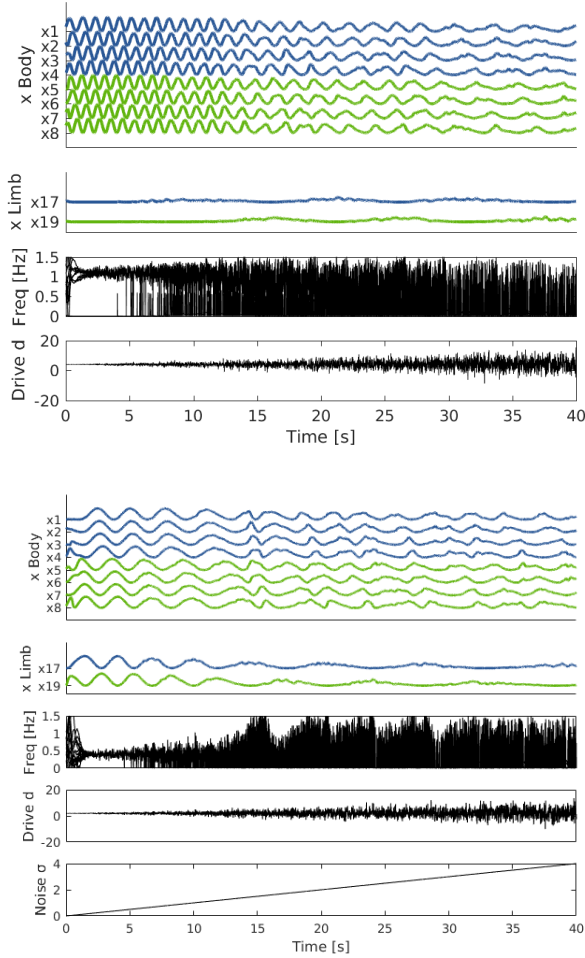 x Body
x1
x2
x3
x4
x5
x6
x7
x8
x Limb
x17
x19
Freq [Hz]
1.5
1
0.5
0
Drive d
20
0
-20
0 5 10 15 20 25 30 35 40
Time [s]
x Body
x1
x2
x3
x4
x5
x6
x7
x8
x Limb
x17
x19
Freq [Hz]
1.5
1
0.5
0
Drive d
20
0
-20
Noise σ
4
2
0
0 5 10 15 20 25 30 35 40
Time [s]